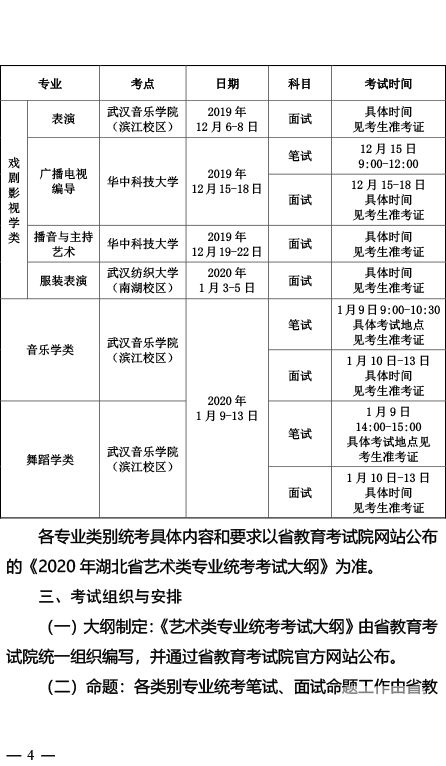 专业 考点 日期 科目 考试时间
戏剧影视学类
表演 武汉音乐学院 2019 年 面试 具体时间
（滨江校区） 12 月 6-8 日 见考生准考证
广播电视 华中科技大学 2019 年 笔试 12 月 15 日
编导 12 月 15-18 日 9:00-12:00
面试 12 月 15-18 日
具体时间
见考生准考证
播音与主持 华中科技大学 2019 年 面试 具体时间
艺术 12 月 19-22 日 见考生准考证
服装表演 武汉纺织大学 2020 年 面试 具体时间
（南湖校区） 1 月 3-5 日 见考生准考证
音乐学类 武汉音乐学院 2020 年 笔试 1 月 9 日 9:00-10:30
（滨江校区） 1 月 9-13 日 具体考试地点
见考生准考证
面试 1 月 10 日-13 日
具体时间
见考生准考证
舞蹈学类 武汉音乐学院 笔试 1 月 9 日
（滨江校区） 14:00-15:00
具体考试地点见
考生准考证
面试 1 月 10 日-13 日
具体时间
见考生准考证
各专业类别统考具体内容和要求以省教育考试院网站公布
的《2020 年湖北省艺术类专业统考考试大纲》为准。
三、考试组织与安排
（一）大纲制定：《艺术类专业统考考试大纲》由省教育考
试院统一组织编写，并通过省教育考试院官方网站公布。
（二）命题：各类别专业统考笔试、面试命题工作由省教
— 4 —